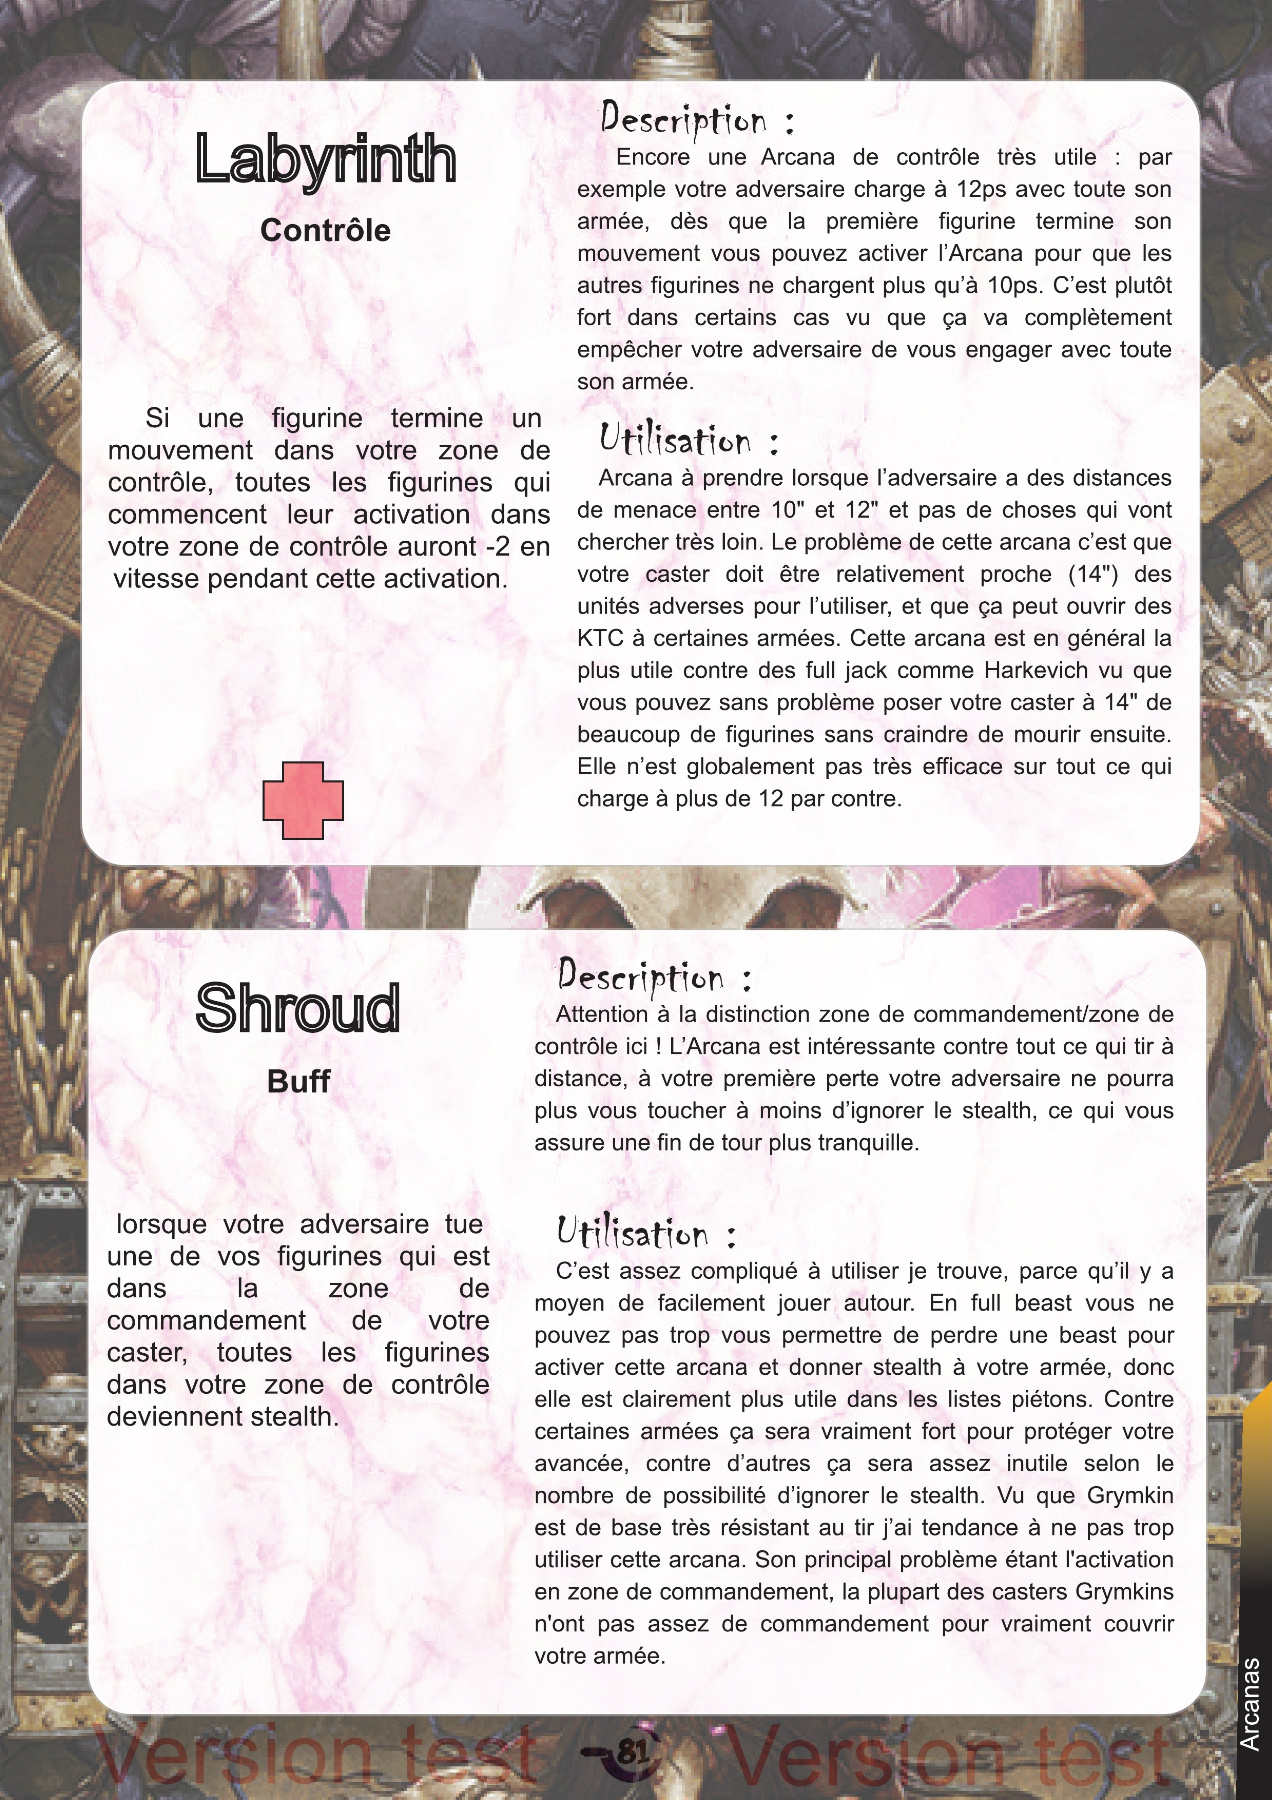 Labyrinth
Contrôle
Si une figurine termine un
mouvement dans votre zone de
contrôle, toutes les figurines qui
commencent leur activation dans
votre zone de contrôle auront -2 en
vitesse pendant cette activation.
Description :
Encore une Arcana de contrôle très utile : par
exemple votre adversaire charge à 12ps avec toute son
armée, dès que la première figurine termine son
mouvement vous pouvez activer l’Arcana pour que les
autres figurines ne chargent plus qu’à 10ps. C’est plutôt
fort dans certains cas vu que ça va complètement
empêcher votre adversaire de vous engager avec toute
son armée.
Utilisation :
Arcana à prendre lorsque l’adversaire a des distances
de menace entre 10" et 12" et pas de choses qui vont
chercher très loin. Le problème de cette arcana c’est que
votre caster doit être relativement proche (14") des
unités adverses pour l’utiliser, et que ça peut ouvrir des
KTC à certaines armées. Cette arcana est en général la
plus utile contre des full jack comme Harkevich vu que
vous pouvez sans problème poser votre caster à 14" de
beaucoup de figurines sans craindre de mourir ensuite.
Elle n’est globalement pas très efficace sur tout ce qui
charge à plus de 12 par contre.
Shroud
Buff
lorsque votre adversaire tue
une de vos figurines qui est
dans la zone de
commandement de votre
caster, toutes les figurines
dans votre zone de contrôle
deviennent stealth.
Description :
Attention à la distinction zone de commandement/zone de
contrôle ici ! L’Arcana est intéressante contre tout ce qui tir à
distance, à votre première perte votre adversaire ne pourra
plus vous toucher à moins d’ignorer le stealth, ce qui vous
assure une fin de tour plus tranquille.
Utilisation :
C’est assez compliqué à utiliser je trouve, parce qu’il y a
moyen de facilement jouer autour. En full beast vous ne
pouvez pas trop vous permettre de perdre une beast pour
activer cette arcana et donner stealth à votre armée, donc
elle est clairement plus utile dans les listes piétons. Contre
certaines armées ça sera vraiment fort pour protéger votre
avancée, contre d’autres ça sera assez inutile selon le
nombre de possibilité d’ignorer le stealth. Vu que Grymkin
est de base très résistant au tir j’ai tendance à ne pas trop
utiliser cette arcana. Son principal problème étant l'activation
en zone de commandement, la plupart des casters Grymkins
n'ont pas assez de commandement pour vraiment couvrir
votre armée.
Arcanas
Version test
81
Version test